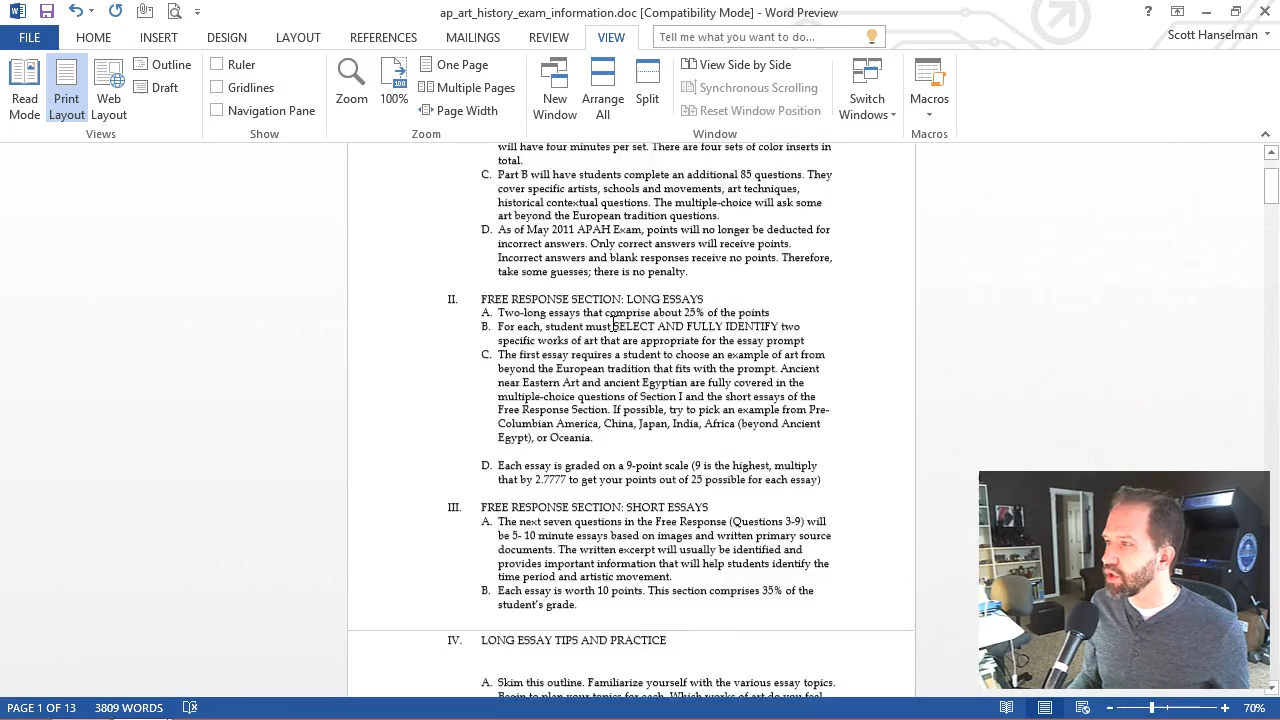 ap_art_history_exam_information.doc [Compatibility Mode] - Word Preview
FILE HOME INSERT DESIGN LAYOUT REFERENCES MAILINGS REVIEW VIEW Tell me what you want to do... Scott Hanselman
Read Mode
Print Layout
Web Layout
Outline
Draft
Views
Ruler
Gridlines
Navigation Pane
Show
Zoom
100
100%
One Page
Multiple Pages
Page Width
Zoom
New Window
Arrange All
Split
View Side by Side
Synchronous Scrolling
Reset Window Position
Window
Switch Windows
Macros
Macros
will have four minutes per set. There are four sets of color inserts in
total.
C. Part B will have students complete an additional 85 questions. They
cover specific artists, schools and movements, art techniques,
historical contextual questions. The multiple-choice will ask some
art beyond the European tradition questions.
D. As of May 2011 APAH Exam, points will no longer be deducted for
incorrect answers. Only correct answers will receive points.
Incorrect answers and blank responses receive no points. Therefore,
take some guesses; there is no penalty.
II. FREE RESPONSE SECTION: LONG ESSAYS
A. Two-long essays that comprise about 25% of the points
B. For each, student must SELECT AND FULLY IDENTIFY two
specific works of art that are appropriate for the essay prompt
C. The first essay requires a student to choose an example of art from
beyond the European tradition that fits with the prompt. Ancient
near Eastern Art and ancient Egyptian are fully covered in the
multiple-choice questions of Section I and the short essays of the
Free Response Section. If possible, try to pick an example from Pre-
Columbian America, China, Japan, India, Africa (beyond Ancient
Egypt), or Oceania.
D. Each essay is graded on a 9-point scale (9 is the highest, multiply
that by 2.7777 to get your points out of 25 possible for each essay)
III. FREE RESPONSE SECTION: SHORT ESSAYS
A. The next seven questions in the Free Response (Questions 3-9) will
be 5- 10 minute essays based on images and written primary source
documents. The written excerpt will usually be identified and
provides important information that will help students identify the
time period and artistic movement.
B. Each essay is worth 10 points. This section comprises 35% of the
student's grade.
IV. LONG ESSAY TIPS AND PRACTICE
A. Skim this outline. Familiarize yourself with the various essay topics.
Begin to plan your topics for each. Which works of art do you feel
PAGE 1 OF 13 3809 WORDS 70%